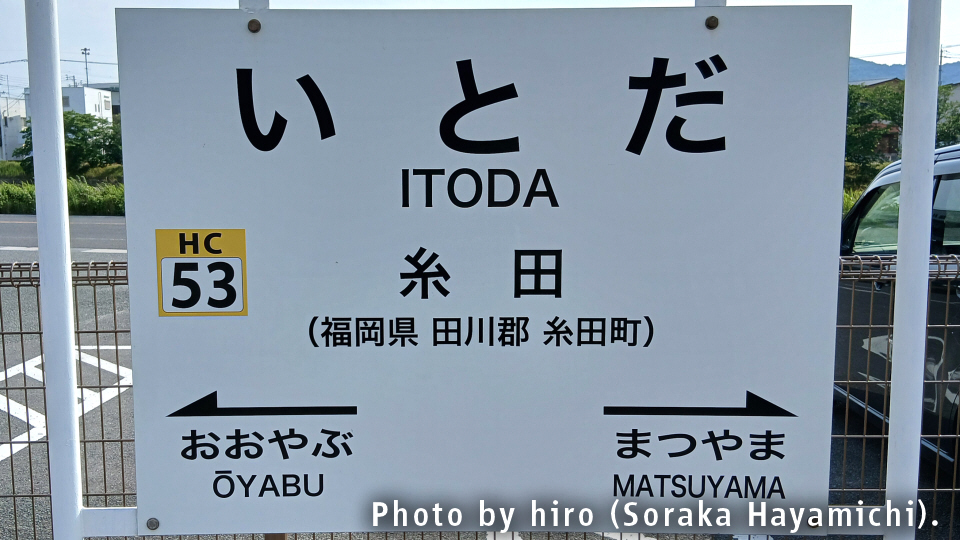 いとだ
ITODA
HC
53
糸田
(福岡県 田川郡 糸田町)
おおやぶ
ŌYABU
まつやま
MATSUYAMA
Photo by hiro (Soraka Hayamichi).